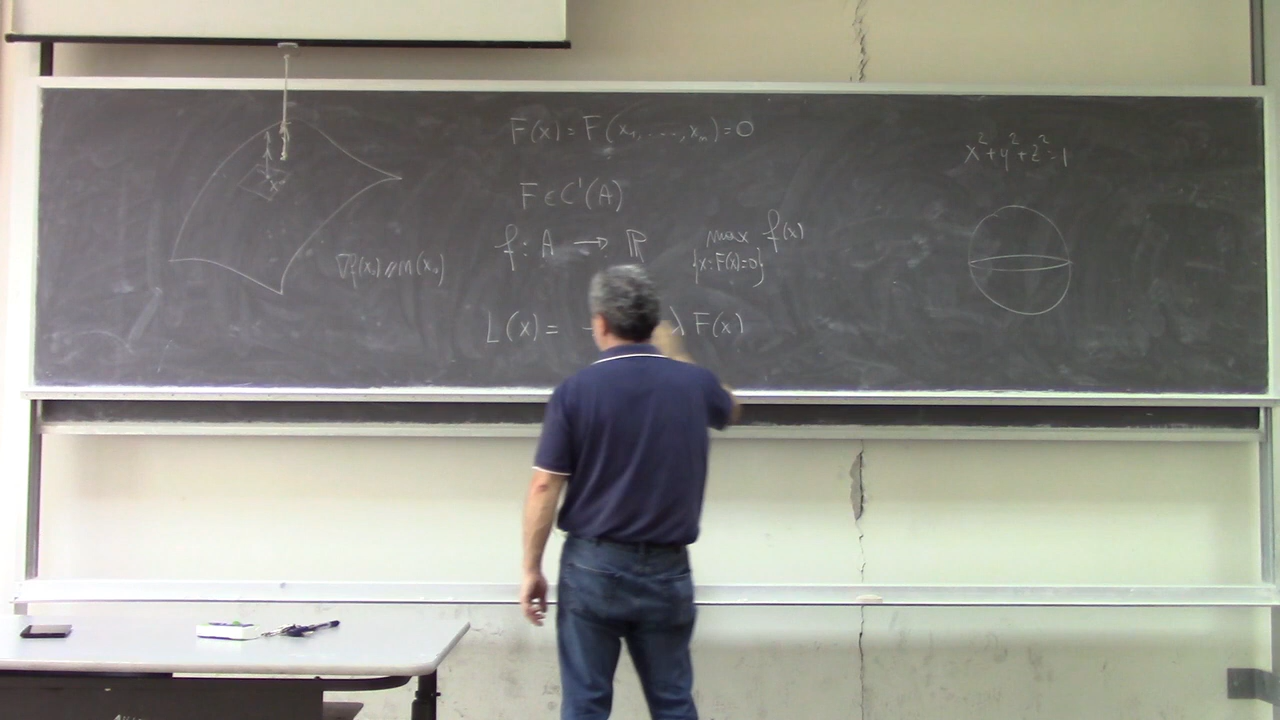 F(x) = F(x₁, ..., xₙ) = 0
x² + y² + z² = 1
F ∈ C¹(A)
f : A → ℝ max f(x)
{x : F(x) = 0}
∇f(x₀) // n(x₀)
L(x) = λ F(x)